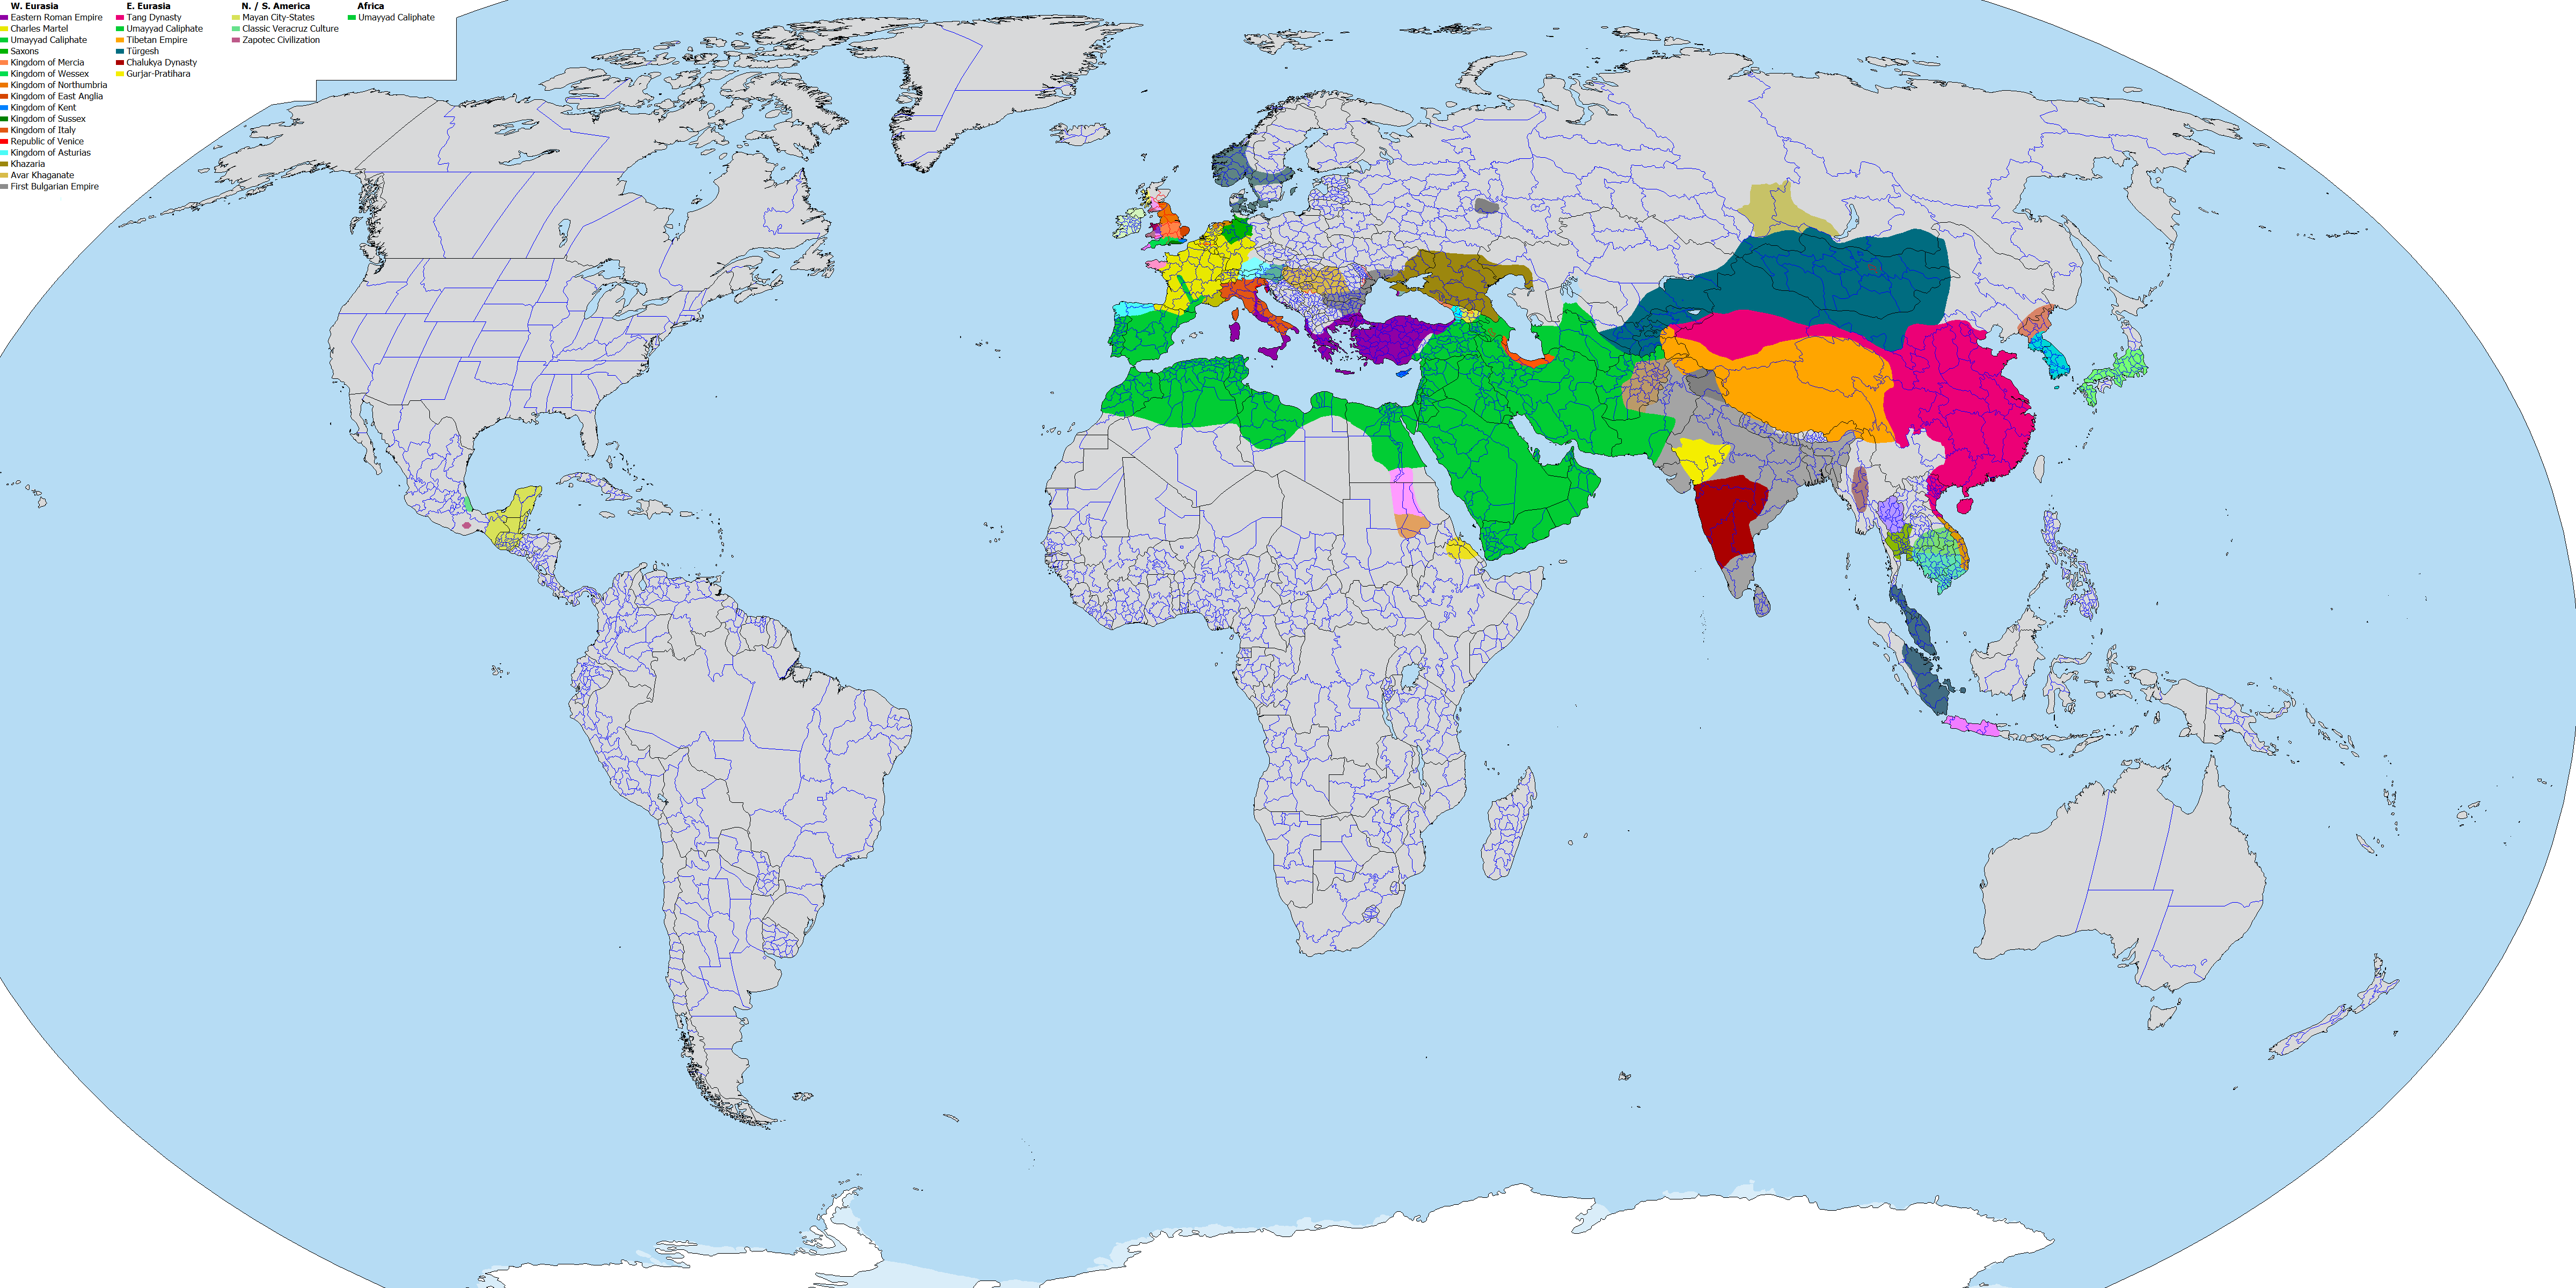 W. Eurasia
Eastern Roman Empire
Charles Martel
Umayyad Caliphate
Saxons
Kingdom of Mercia
Kingdom of Wessex
Kingdom of Northumbria
Kingdom of East Anglia
Kingdom of Kent
Kingdom of Sussex
Kingdom of Italy
Republic of Venice
Kingdom of Asturias
Khazaria
Avar Khaganate
First Bulgarian Empire
E. Eurasia
Tang Dynasty
Umayyad Caliphate
Tibetan Empire
Türgesh
Chalukya Dynasty
Gurjar-Pratihara
N. / S. America
Mayan City-States
Classic Veracruz Culture
Zapotec Civilization
Africa
Umayyad Caliphate